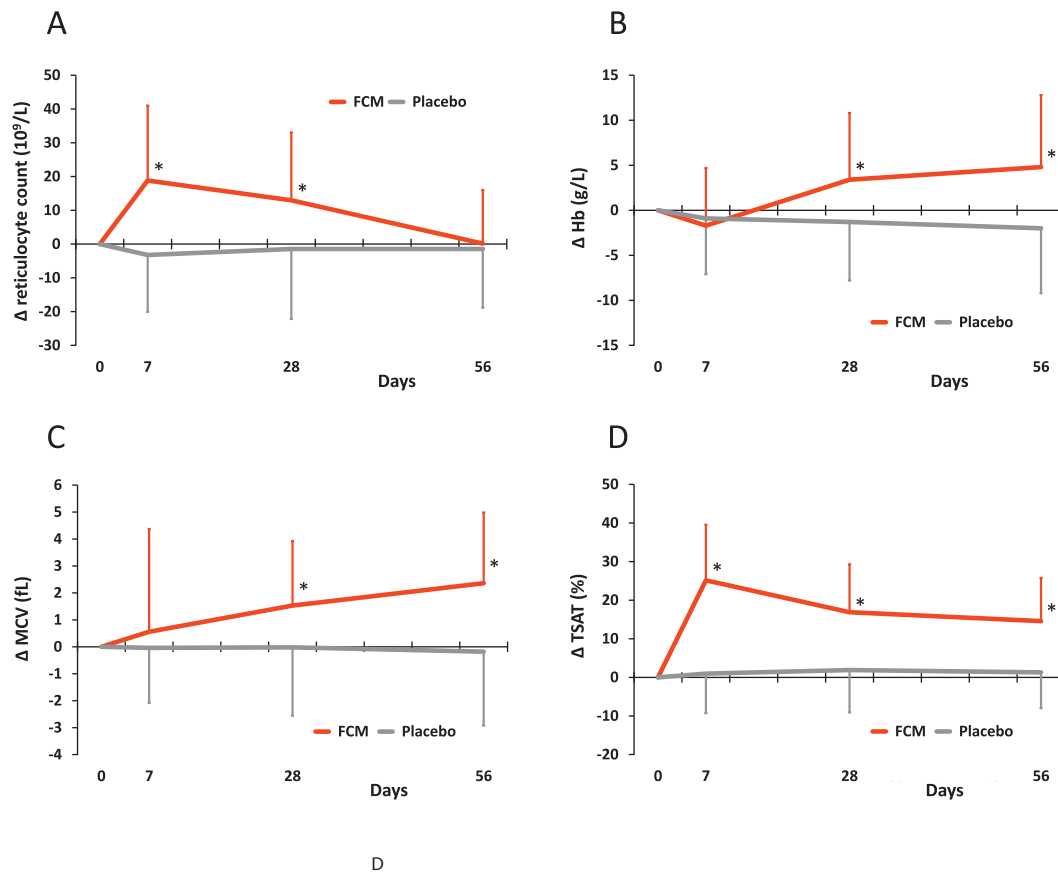 A
Δ reticulocyte count (10⁹/L)
50
40
30
20
10
0
-10
-20
-30
FCM Placebo
*
*
0 7 28 56
Days
B
Δ Hb (g/L)
15
10
5
0
-5
-10
-15
*
*
FCM Placebo
0 7 28 56
Days
C
Δ MCV (fL)
6
5
4
3
2
1
0
-1
-2
-3
-4
*
*
FCM Placebo
0 7 28 56
Days
D
Δ TSAT (%)
50
40
30
20
10
0
-10
-20
*
*
*
FCM Placebo
0 7 28 56
Days
D